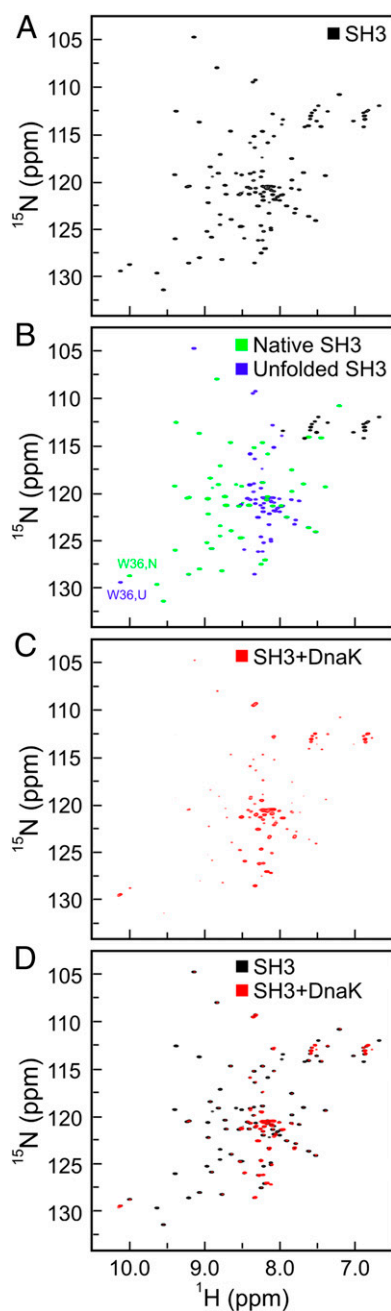 A
SH3
105
110
115
120
125
130
15N (ppm)
B
Native SH3
Unfolded SH3
105
110
115
120
125
130
15N (ppm)
W36,N
W36,U
C
SH3+DnaK
105
110
115
120
125
130
15N (ppm)
D
SH3
SH3+DnaK
105
110
115
120
125
130
15N (ppm)
10.0 9.0 8.0 7.0
1H (ppm)